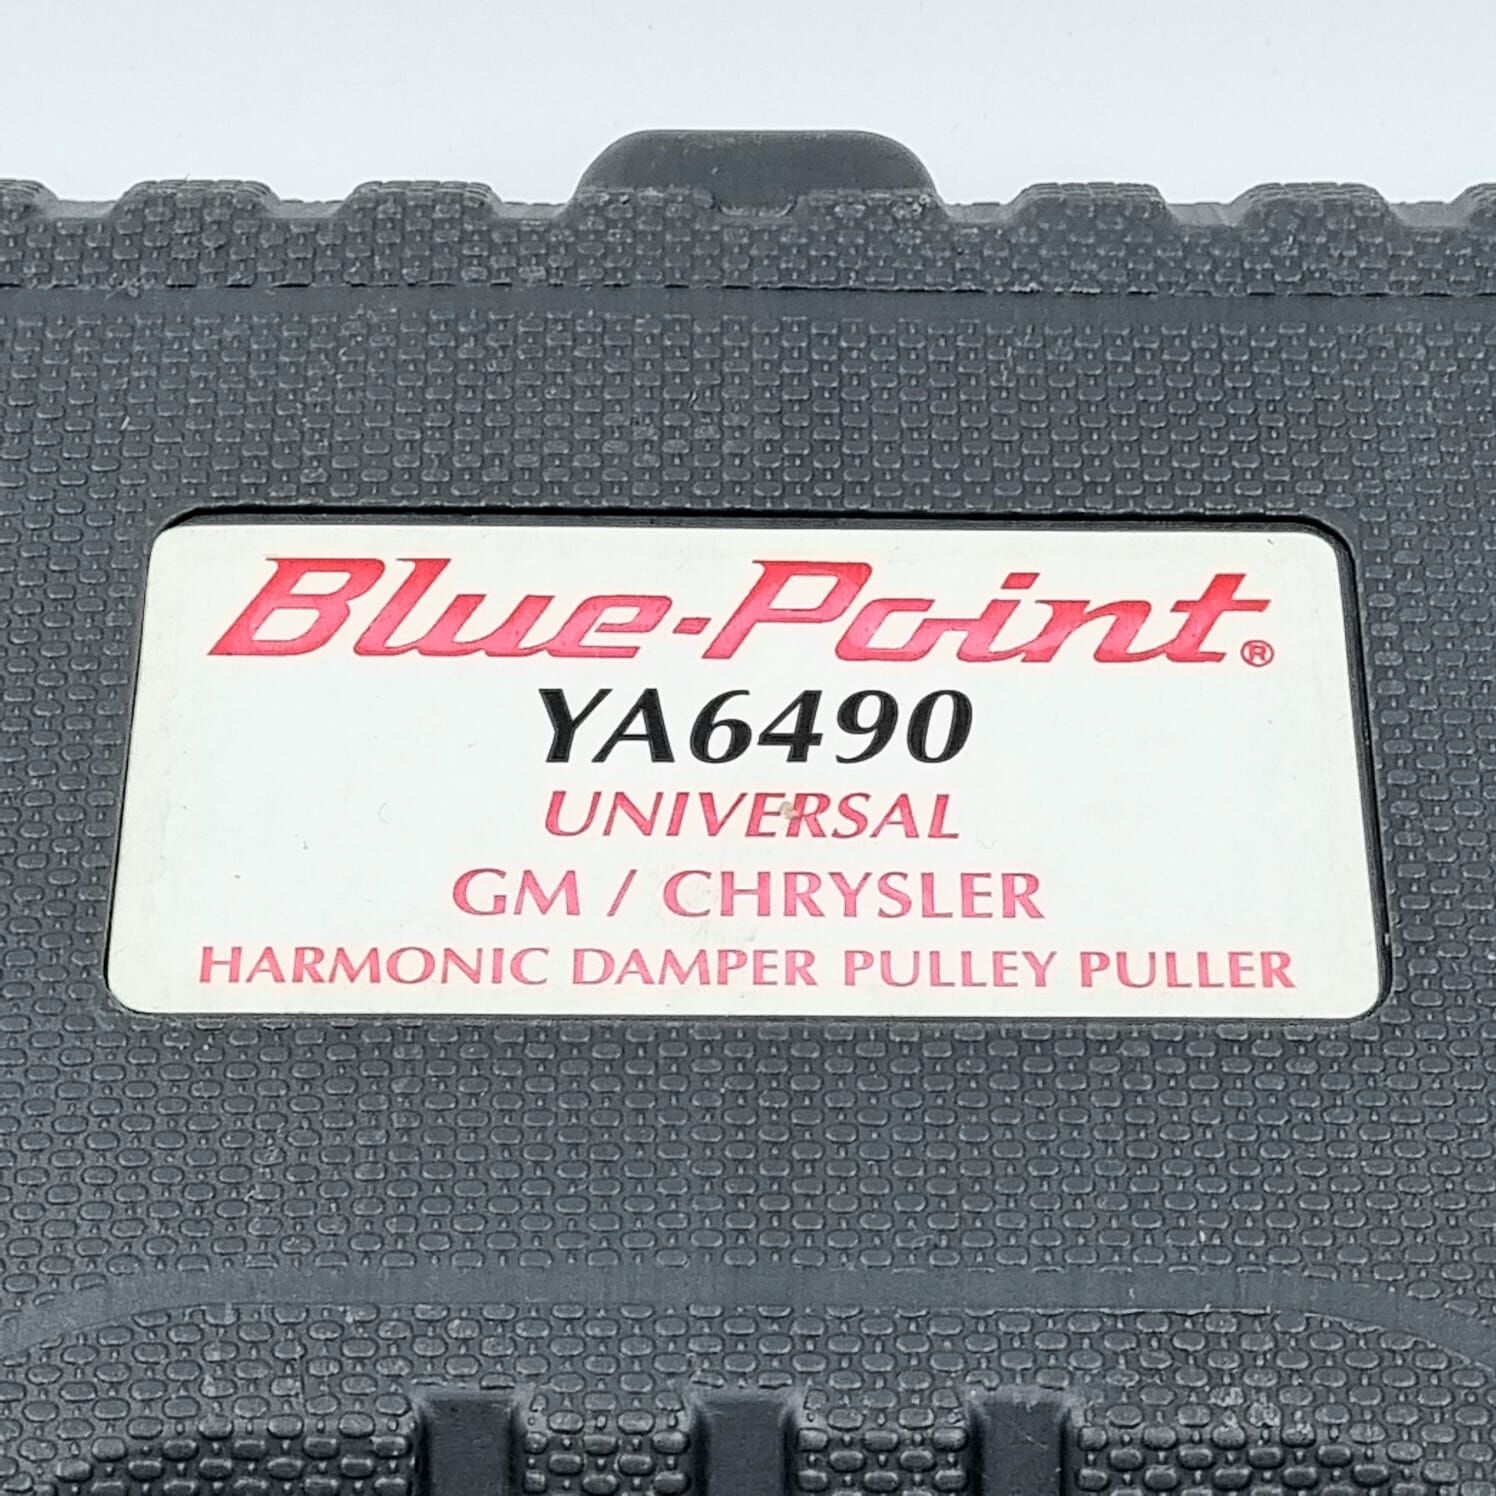 Blue-Point®
YA6490
UNIVERSAL
GM / CHRYSLER
HARMONIC DAMPER PULLEY PULLER